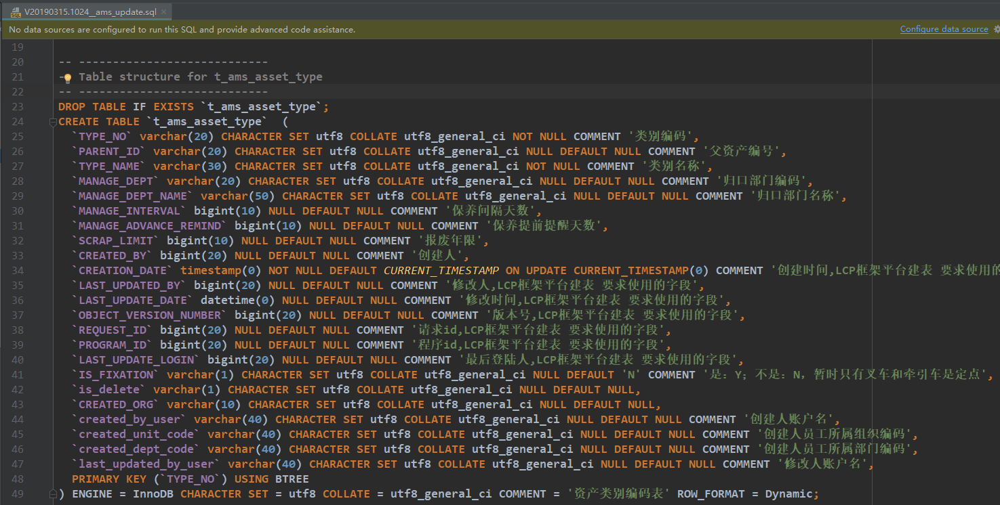 V20190315.1024__ams_update.sql
No data sources are configured to run this SQL and provide advanced code assistance.
Configure data source
19
20 -- ----------------------------
21 - Table structure for t_ams_asset_type
22 -- ----------------------------
23 DROP TABLE IF EXISTS `t_ams_asset_type`;
24 CREATE TABLE `t_ams_asset_type`  (
25 `TYPE_NO` varchar(20) CHARACTER SET utf8 COLLATE utf8_general_ci NOT NULL COMMENT '类别编码',
26 `PARENT_ID` varchar(20) CHARACTER SET utf8 COLLATE utf8_general_ci NULL DEFAULT NULL COMMENT '父资产编号',
27 `TYPE_NAME` varchar(30) CHARACTER SET utf8 COLLATE utf8_general_ci NOT NULL COMMENT '类别名称',
28 `MANAGE_DEPT` varchar(20) CHARACTER SET utf8 COLLATE utf8_general_ci NULL DEFAULT NULL COMMENT '归口部门编码',
29 `MANAGE_DEPT_NAME` varchar(50) CHARACTER SET utf8 COLLATE utf8_general_ci NULL DEFAULT NULL COMMENT '归口部门名称',
30 `MANAGE_INTERVAL` bigint(10) NULL DEFAULT NULL COMMENT '保养间隔天数',
31 `MANAGE_ADVANCE_REMIND` bigint(10) NULL DEFAULT NULL COMMENT '保养提前提醒天数',
32 `SCRAP_LIMIT` bigint(10) NULL DEFAULT NULL COMMENT '报废年限',
33 `CREATED_BY` bigint(20) NULL DEFAULT NULL COMMENT '创建人',
34 `CREATION_DATE` timestamp(0) NOT NULL DEFAULT CURRENT_TIMESTAMP ON UPDATE CURRENT_TIMESTAMP(0) COMMENT '创建时间,LCP框架平台建表 要求使用的
35 `LAST_UPDATED_BY` bigint(20) NULL DEFAULT NULL COMMENT '修改人,LCP框架平台建表 要求使用的字段',
36 `LAST_UPDATE_DATE` datetime(0) NULL DEFAULT NULL COMMENT '修改时间,LCP框架平台建表 要求使用的字段',
37 `OBJECT_VERSION_NUMBER` bigint(20) NULL DEFAULT NULL COMMENT '版本号,LCP框架平台建表 要求使用的字段',
38 `REQUEST_ID` bigint(20) NULL DEFAULT NULL COMMENT '请求id,LCP框架平台建表 要求使用的字段',
39 `PROGRAM_ID` bigint(20) NULL DEFAULT NULL COMMENT '程序id,LCP框架平台建表 要求使用的字段',
40 `LAST_UPDATE_LOGIN` bigint(20) NULL DEFAULT NULL COMMENT '最后登陆人,LCP框架平台建表 要求使用的字段',
41 `IS_FIXATION` varchar(1) CHARACTER SET utf8 COLLATE utf8_general_ci NULL DEFAULT 'N' COMMENT '是：Y；不是：N，暂时只有叉车和牵引车是定点',
42 `is_delete` varchar(1) CHARACTER SET utf8 COLLATE utf8_general_ci NULL DEFAULT NULL,
43 `CREATED_ORG` varchar(10) CHARACTER SET utf8 COLLATE utf8_general_ci NULL DEFAULT NULL,
44 `created_by_user` varchar(40) CHARACTER SET utf8 COLLATE utf8_general_ci NULL DEFAULT NULL COMMENT '创建人账户名',
45 `created_unit_code` varchar(40) CHARACTER SET utf8 COLLATE utf8_general_ci NULL DEFAULT NULL COMMENT '创建人员工所属组织编码',
46 `created_dept_code` varchar(40) CHARACTER SET utf8 COLLATE utf8_general_ci NULL DEFAULT NULL COMMENT '创建人员工所属部门编码',
47 `last_updated_by_user` varchar(40) CHARACTER SET utf8 COLLATE utf8_general_ci NULL DEFAULT NULL COMMENT '修改人账户名',
48 PRIMARY KEY (`TYPE_NO`) USING BTREE
49 ) ENGINE = InnoDB CHARACTER SET = utf8 COLLATE = utf8_general_ci COMMENT = '资产类别编码表' ROW_FORMAT = Dynamic;